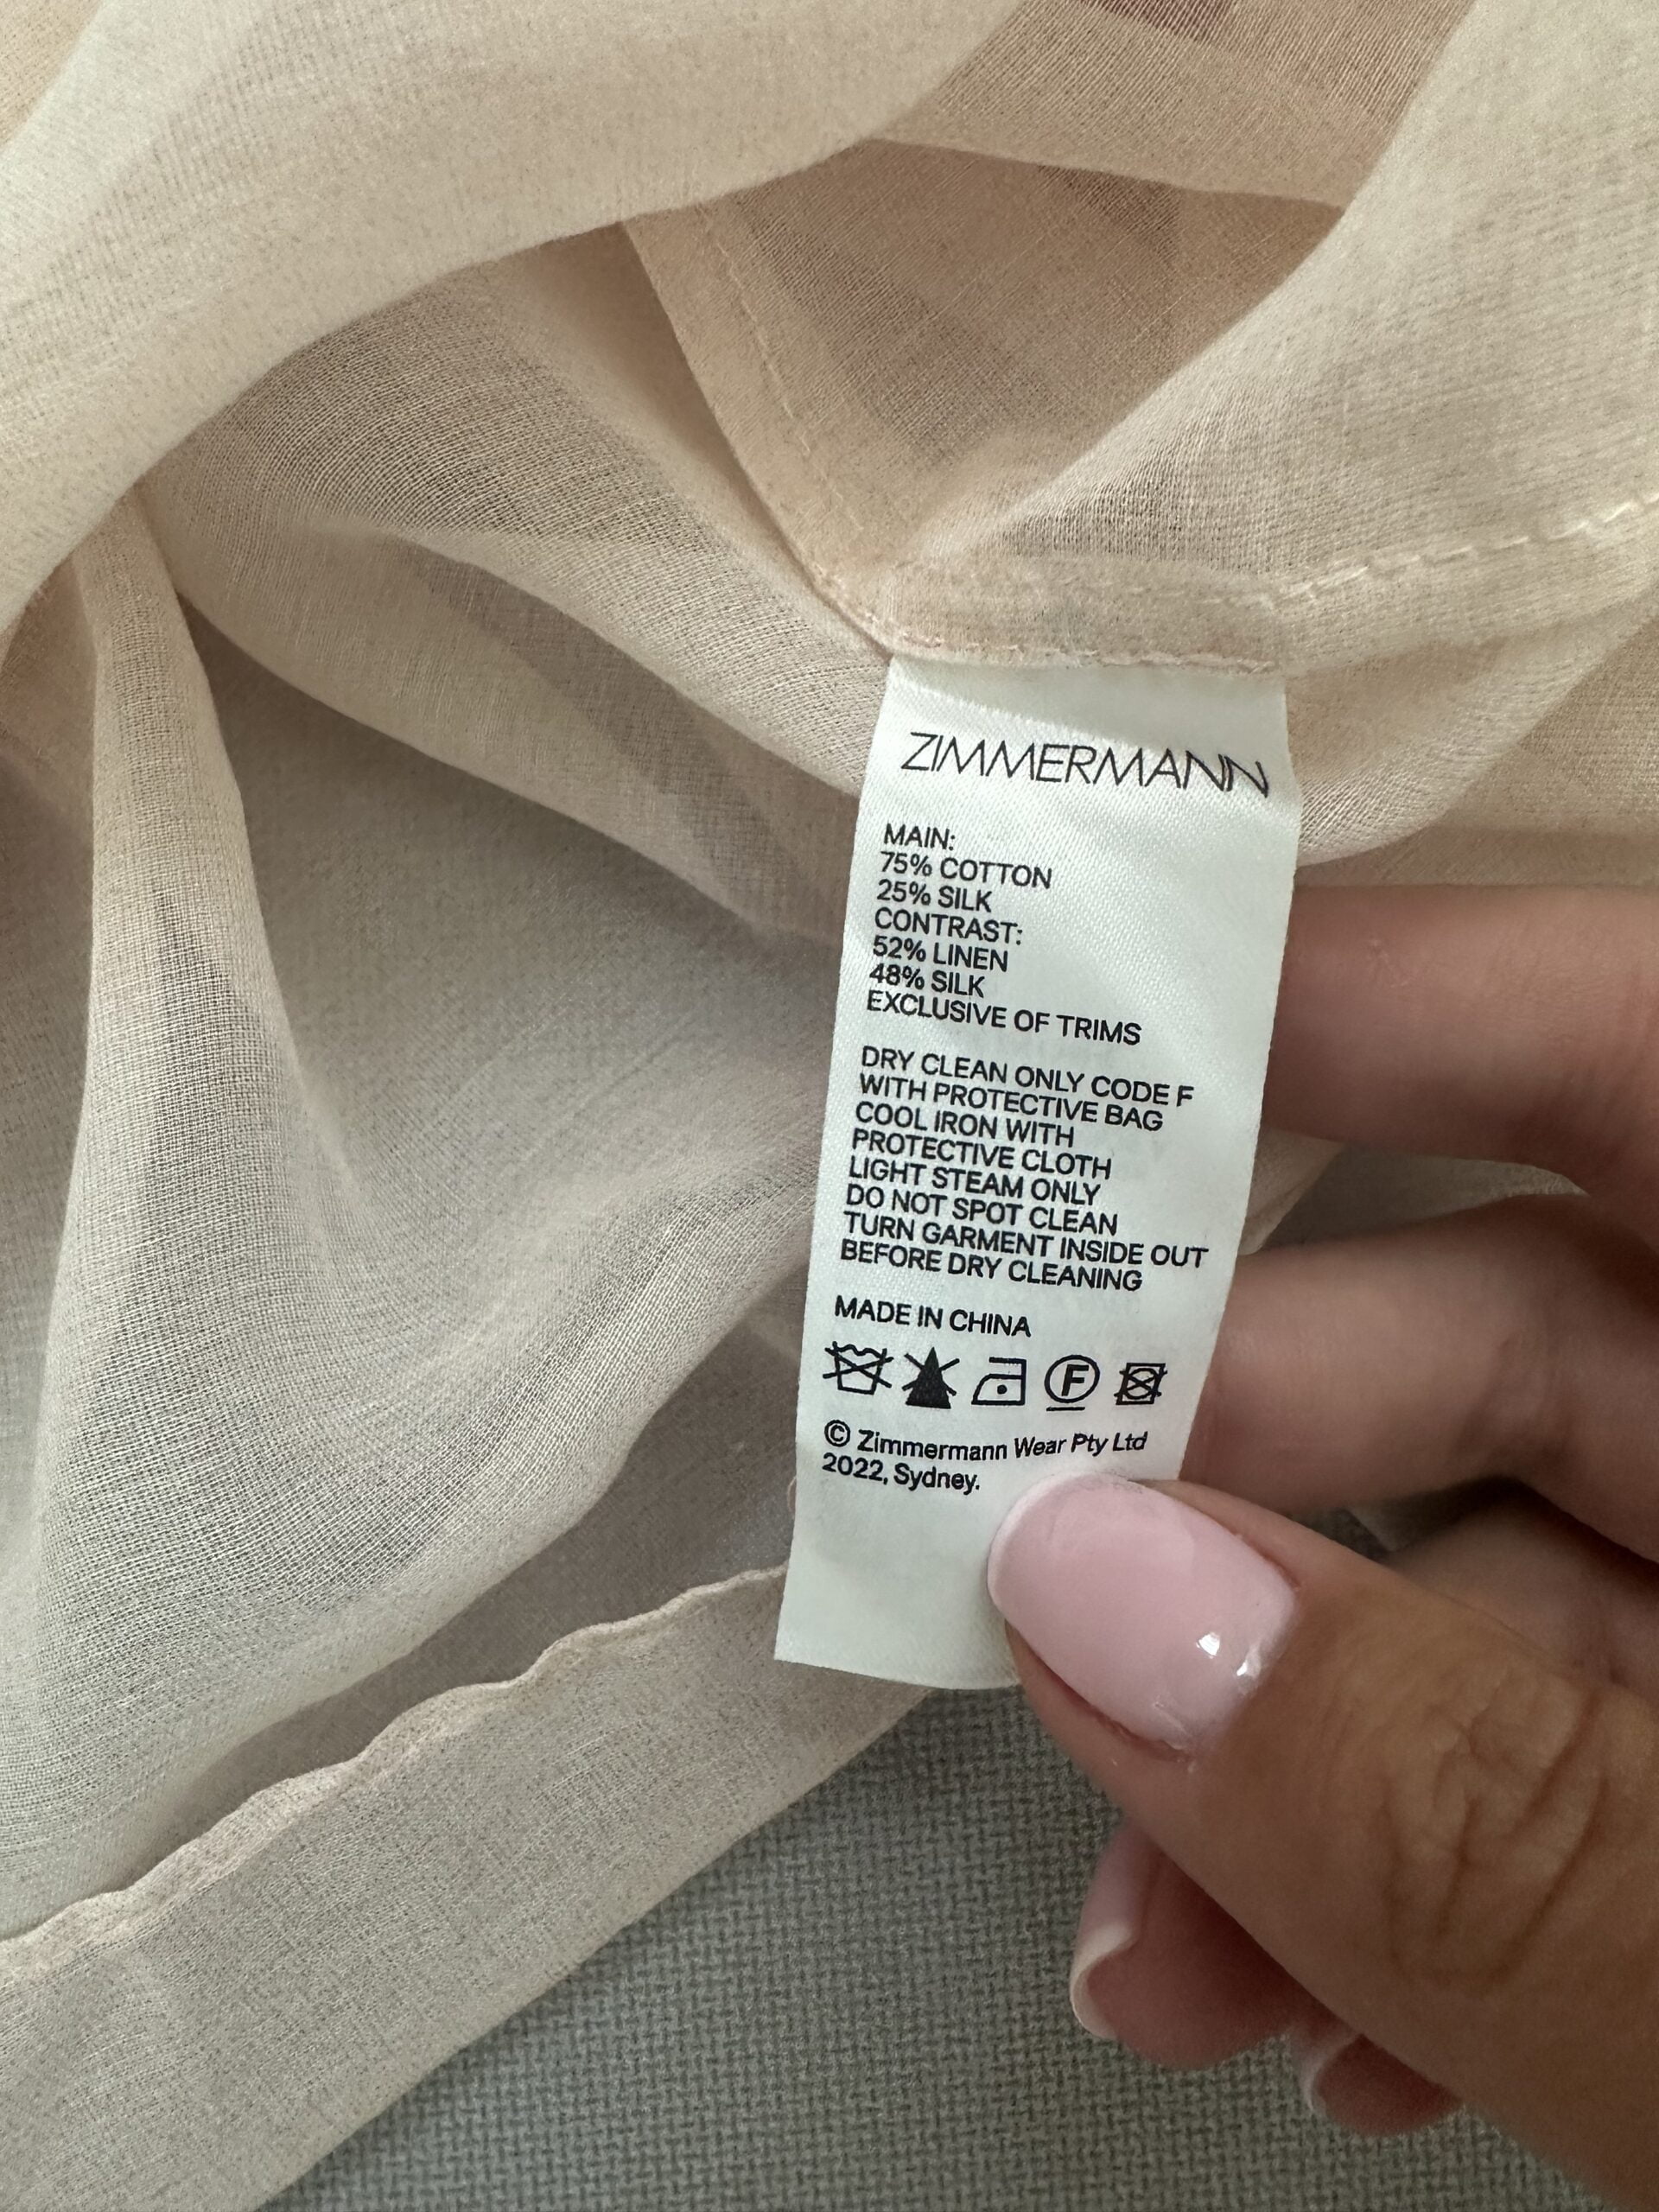 ZIMMERMANN
MAIN:
75% COTTON
25% SILK
CONTRAST:
52% LINEN
48% SILK
EXCLUSIVE OF TRIMS
DRY CLEAN ONLY CODE F
WITH PROTECTIVE BAG
COOL IRON WITH
PROTECTIVE CLOTH
LIGHT STEAM ONLY
DO NOT SPOT CLEAN
TURN GARMENT INSIDE OUT
BEFORE DRY CLEANING
MADE IN CHINA
F
© Zimmermann Wear Pty Ltd
2022, Sydney.